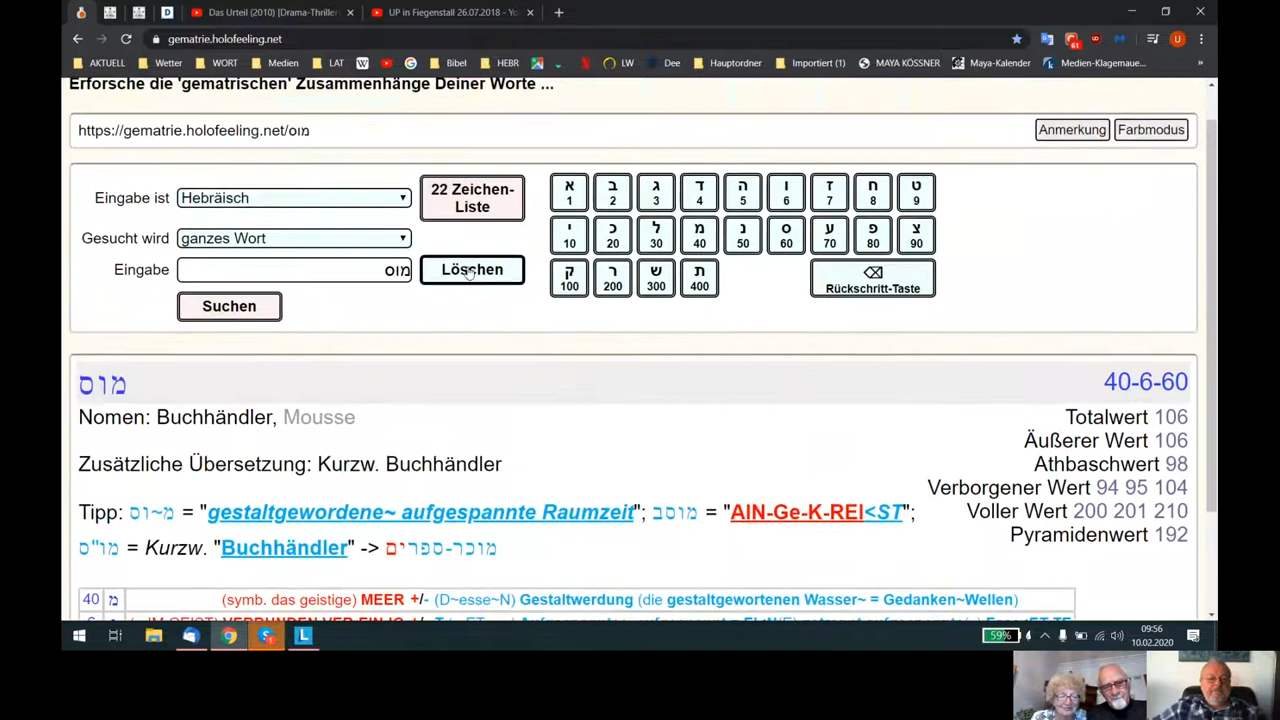 Das Urteil (2010) [Drama-Thriller
UP in Fiegenstall 26.07.2018 - Yo
gematrie.holofeeling.net
AKTUELL Wetter WORT Medien LAT Bibel HEBR LW Dee Hauptordner Importiert (1) MAYA KÖSSNER Maya-Kalender Medien-Klagemaue... »
Erforsche die 'gematrischen' Zusammenhänge Deiner Worte ...
https://gematrie.holofeeling.net/מוס
Anmerkung Farbmodus
Eingabe ist Hebräisch
22 Zeichen-
Liste
Gesucht wird ganzes Wort
Eingabe מוס Löschen
Suchen
א ב ג ד ה ו ז ח ט
1 2 3 4 5 6 7 8 9
י כ ל מ נ ס ע פ צ
10 20 30 40 50 60 70 80 90
ק ר ש ת
100 200 300 400
Rückschritt-Taste
מוס 40-6-60
Nomen: Buchhändler, Mousse
Totalwert 106
Äußerer Wert 106
Zusätzliche Übersetzung: Kurzw. Buchhändler
Athbaschwert 98
Verborgener Wert 94 95 104
Voller Wert 200 201 210
Pyramidenwert 192
Tipp: מ~וס = "gestaltgewordene~ aufgespannte Raumzeit"; מוסב = "AIN-Ge-K-REI<ST";
מו"ס = Kurzw. "Buchhändler" -> מוכר-ספרים
40 מ (symb. das geistige) MEER +/- (D~esse~N) Gestaltwerdung (die gestaltgewortenen Wasser~ = Gedanken~Wellen)
59%
09:56
10.02.2020